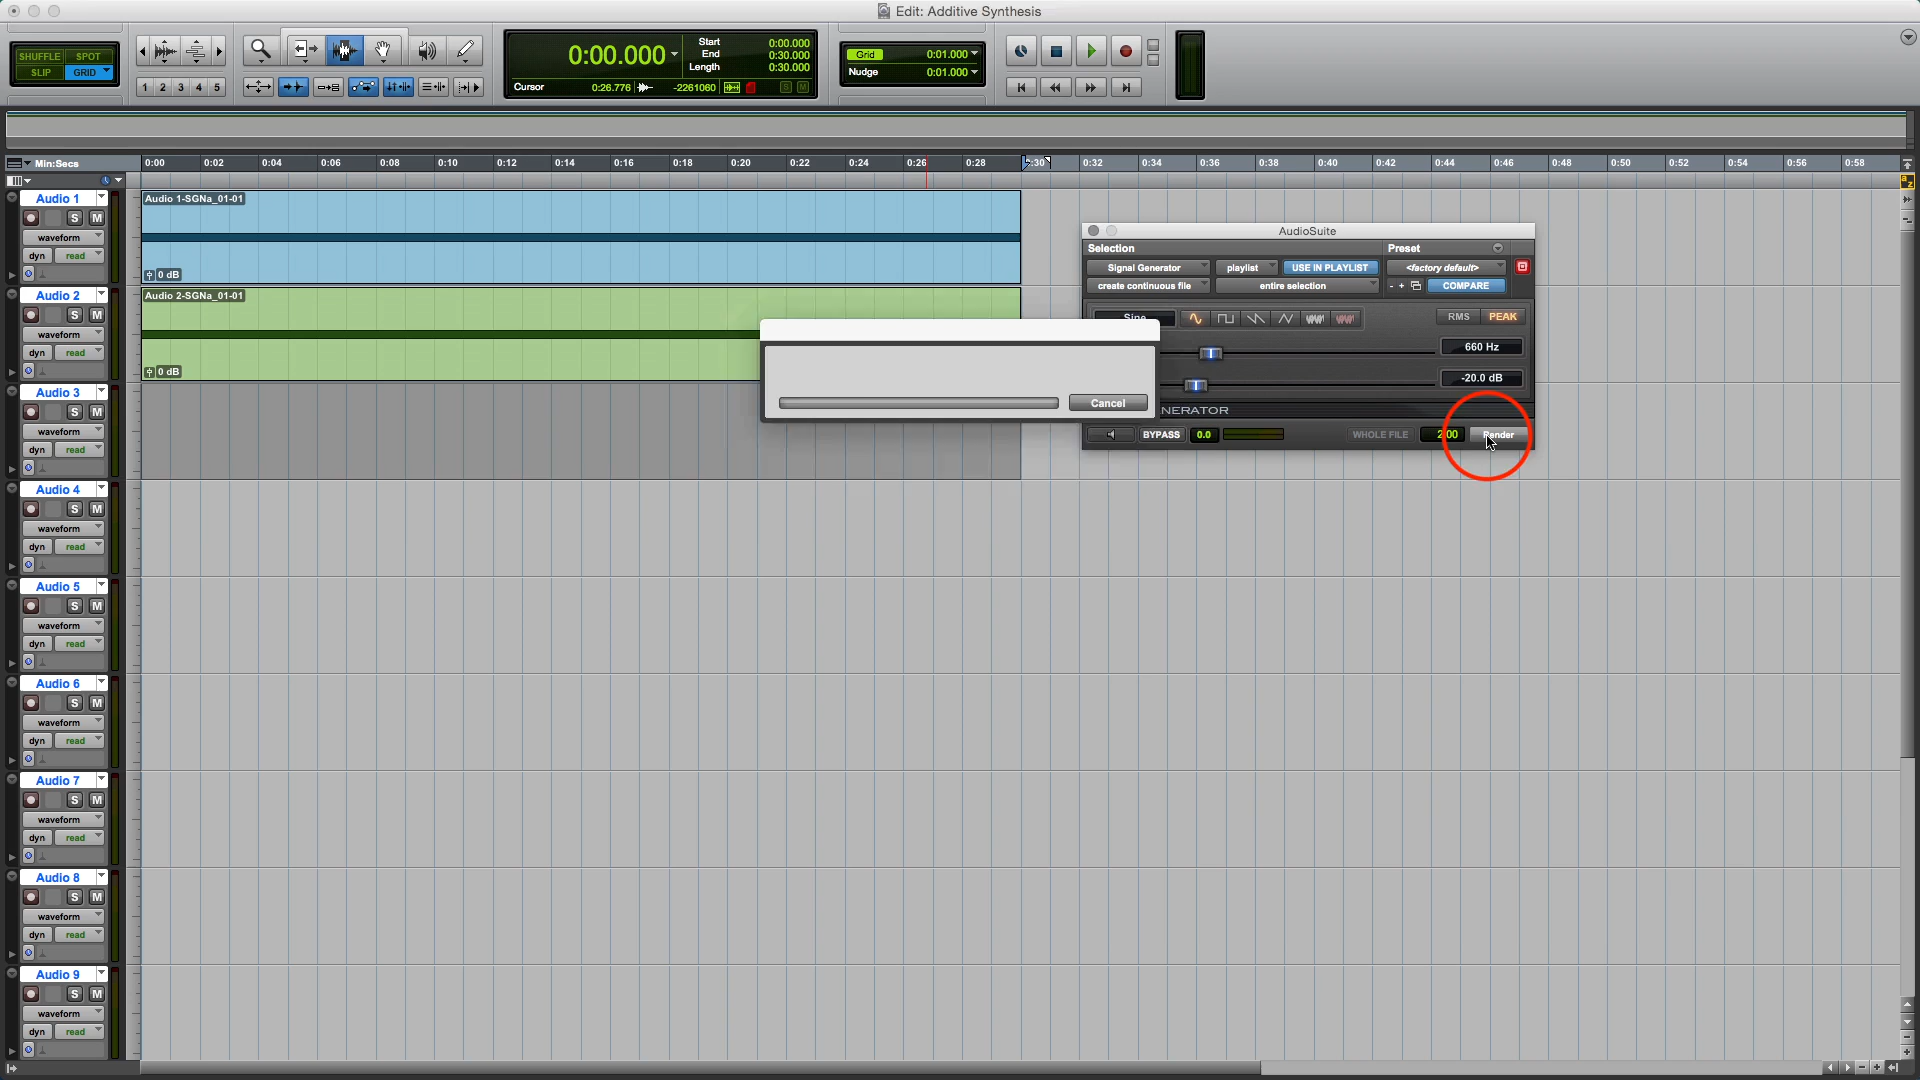 Edit: Additive Synthesis
SHUFFLE SPOT
SLIP GRID
1 2 3 4 5
0:00.000
Start 0:00.000
End 0:30.000
Length 0:30.000
Cursor 0:26.776 -2261060 S M
Grid 0:01.000
Nudge 0:01.000
Min:Secs 0:00 0:02 0:04 0:06 0:08 0:10 0:12 0:14 0:16 0:18 0:20 0:22 0:24 0:26 0:28 0:30 0:32 0:34 0:36 0:38 0:40 0:42 0:44 0:46 0:48 0:50 0:52 0:54 0:56 0:58
a z
Audio 1
S M
waveform
dyn read
Audio 1-SGNa_01-01
0 dB
Audio 2
S M
waveform
dyn read
Audio 2-SGNa_01-01
0 dB
Audio 3
S M
waveform
dyn read
Audio 4
S M
waveform
dyn read
Audio 5
S M
waveform
dyn read
Audio 6
S M
waveform
dyn read
Audio 7
S M
waveform
dyn read
Audio 8
S M
waveform
dyn read
Audio 9
S M
waveform
dyn read
AudioSuite
Selection Preset
Signal Generator playlist USE IN PLAYLIST <factory default>
create continuous file entire selection - + COMPARE
Sine RMS PEAK
660 Hz
-20.0 dB
NERATOR
BYPASS 0.0 WHOLE FILE 2.00 Render
Cancel